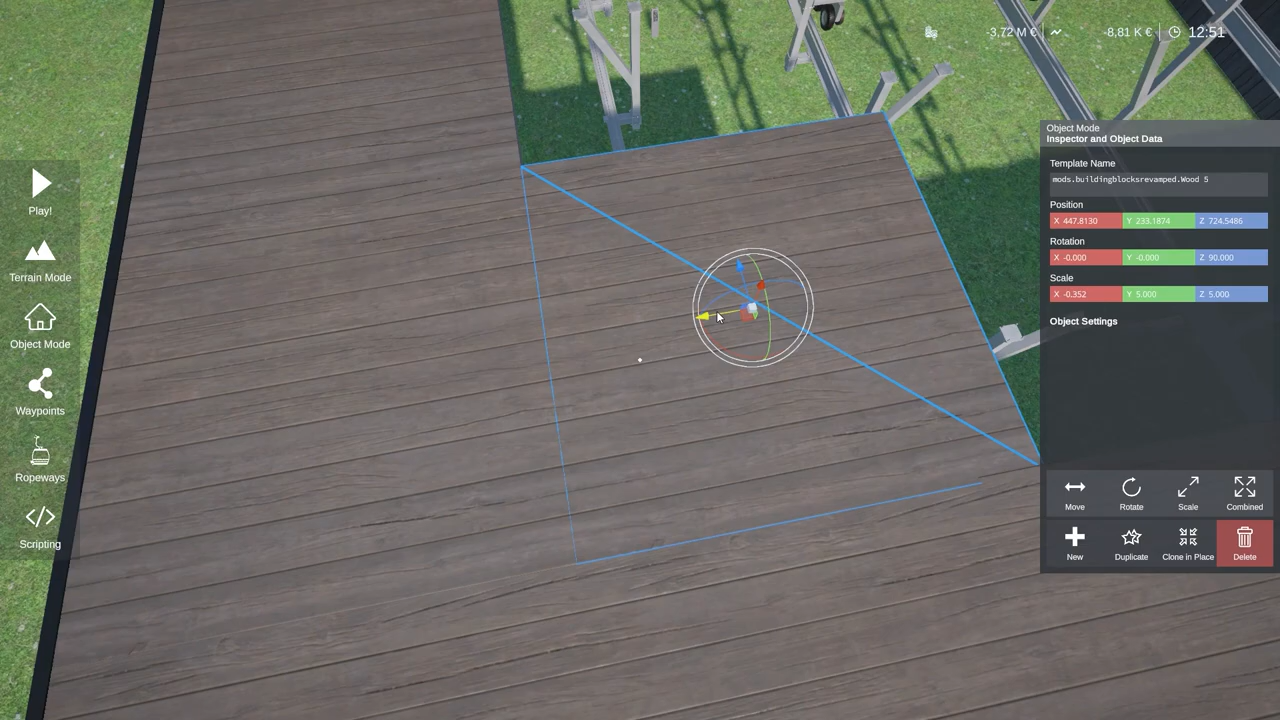 -3,72 M €
-8,81 K €
12:51
Play!
Terrain Mode
Object Mode
Waypoints
Ropeways
Scripting
Object Mode
Inspector and Object Data
Template Name
mods.buildingblocksrevamped.Wood 5
Position
X 447.8130
Y 233.1874
Z 724.5486
Rotation
X -0.000
Y -0.000
Z 90.000
Scale
X -0.352
Y 5.000
Z 5.000
Object Settings
Move
Rotate
Scale
Combined
New
Duplicate
Clone in Place
Delete